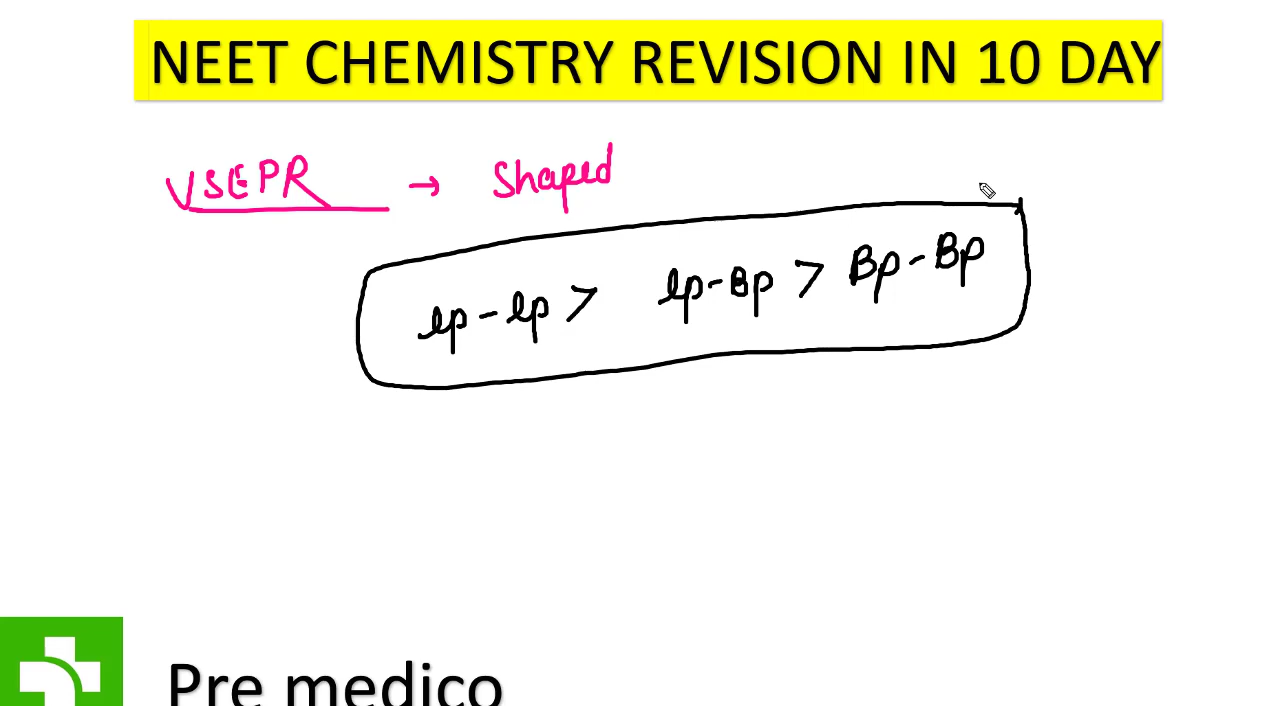 NEET CHEMISTRY REVISION IN 10 DAY
VSEPR → Shaped
lp - lp > lp - Bp > Bp - Bp
Pre medico